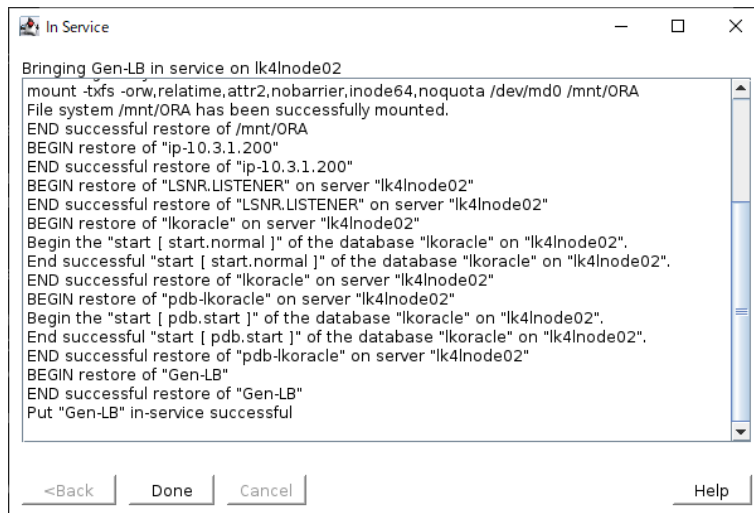 In Service
Bringing Gen-LB in service on lk4lnode02
mount -txfs -orw,relatime,attr2,nobarrier,inode64,noquota /dev/md0 /mnt/ORA
File system /mnt/ORA has been successfully mounted.
END successful restore of /mnt/ORA
BEGIN restore of "ip-10.3.1.200"
END successful restore of "ip-10.3.1.200"
BEGIN restore of "LSNR.LISTENER" on server "lk4lnode02"
END successful restore of "LSNR.LISTENER" on server "lk4lnode02"
BEGIN restore of "lkoracle" on server "lk4lnode02"
Begin the "start [ start.normal ]" of the database "lkoracle" on "lk4lnode02".
End successful "start [ start.normal ]" of the database "lkoracle" on "lk4lnode02".
END successful restore of "lkoracle" on server "lk4lnode02"
BEGIN restore of "pdb-lkoracle" on server "lk4lnode02"
Begin the "start [ pdb.start ]" of the database "lkoracle" on "lk4lnode02".
End successful "start [ pdb.start ]" of the database "lkoracle" on "lk4lnode02".
END successful restore of "pdb-lkoracle" on server "lk4lnode02"
BEGIN restore of "Gen-LB"
END successful restore of "Gen-LB"
Put "Gen-LB" in-service successful
<Back Done Cancel Help